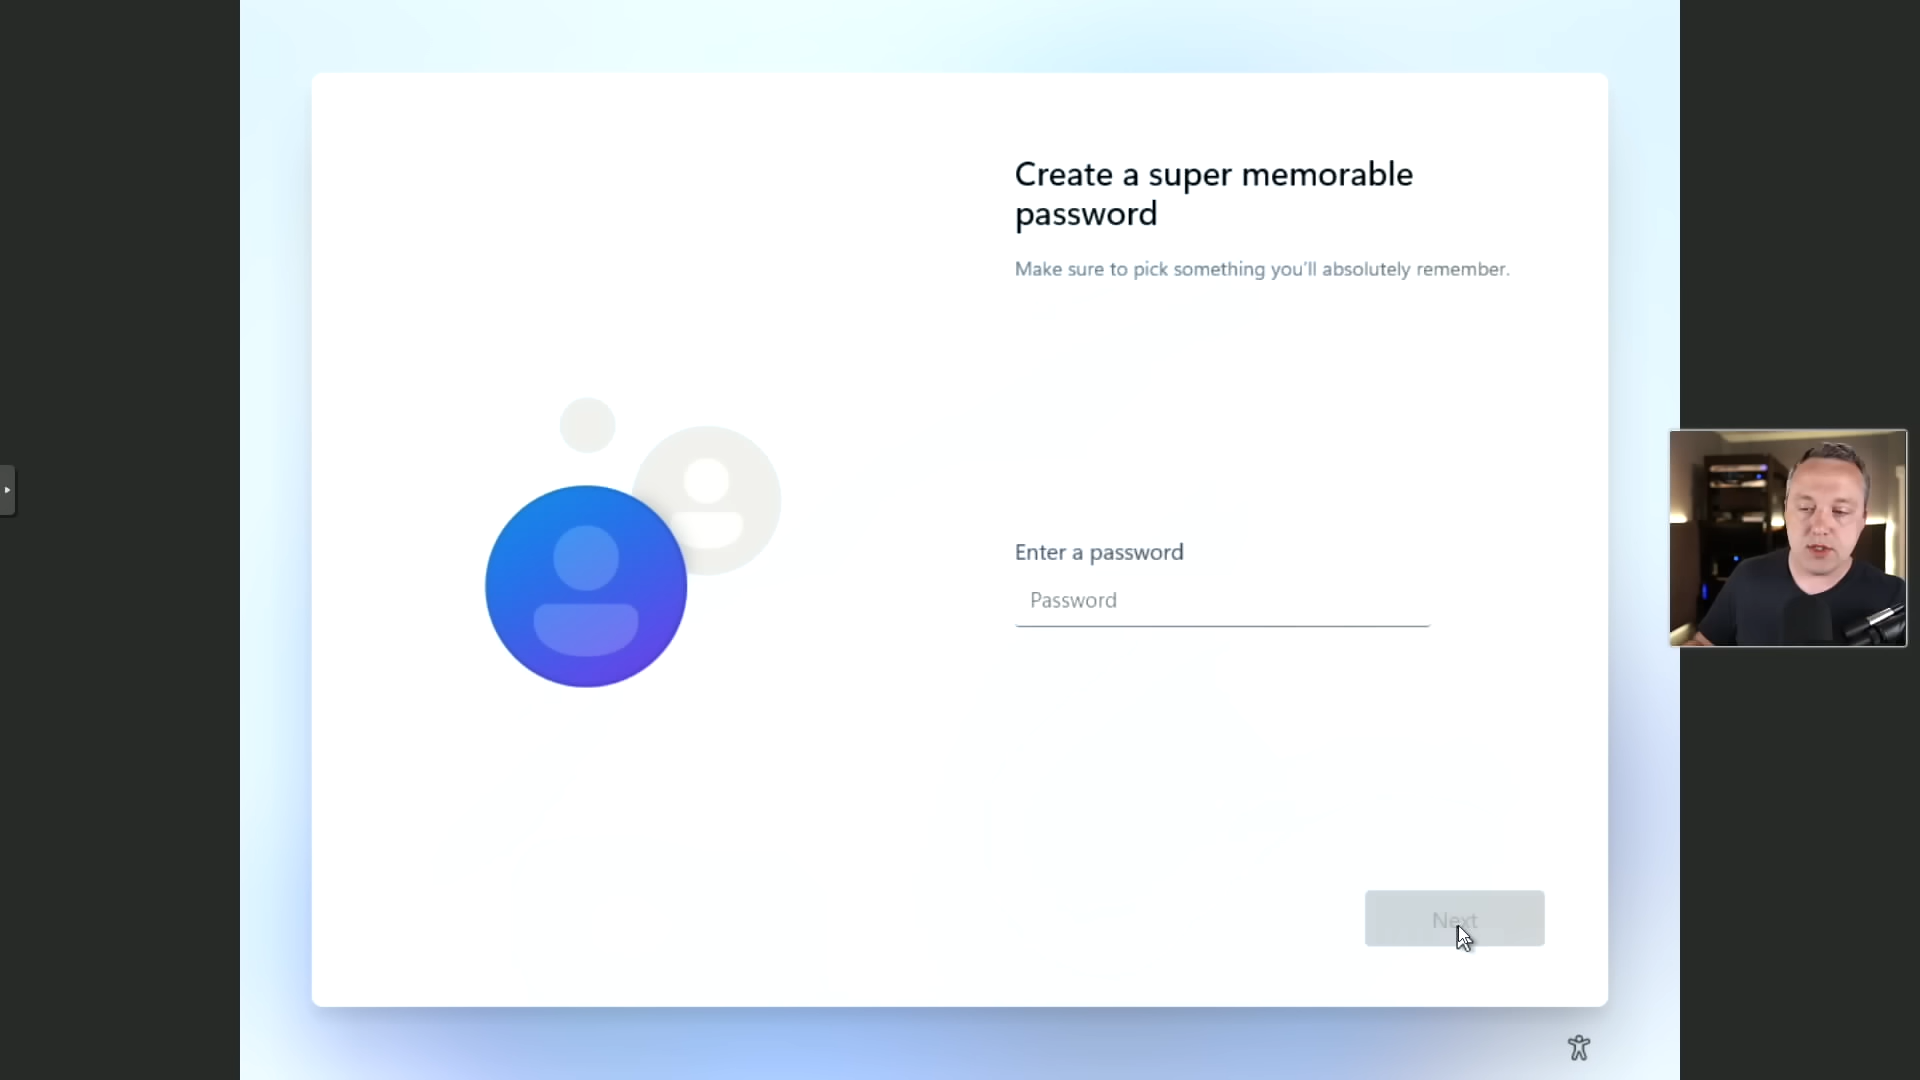 Create a super memorable
password
Make sure to pick something you'll absolutely remember.
Enter a password
Password
Next